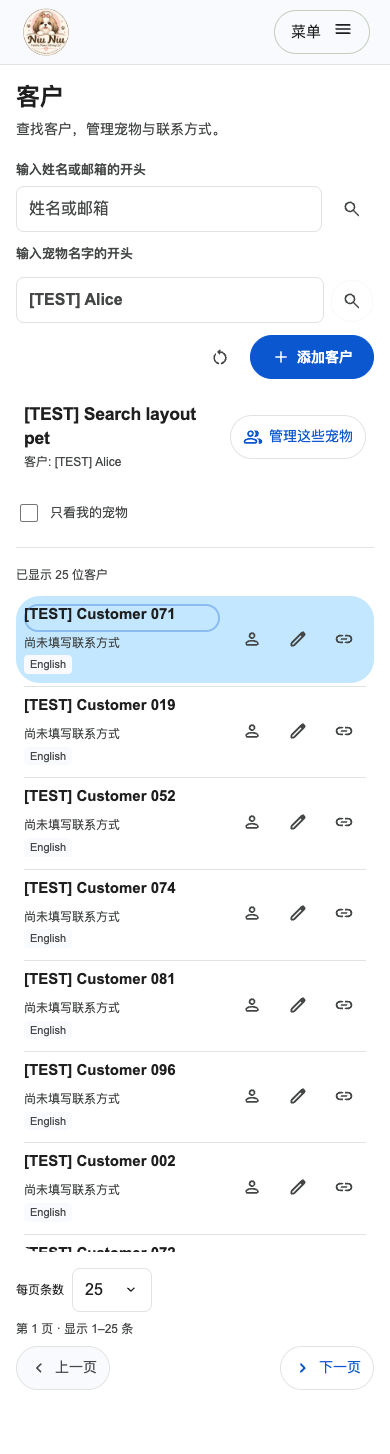 Niu Niu
菜单
客户
查找客户，管理宠物与联系方式。
输入姓名或邮箱的开头
姓名或邮箱
输入宠物名字的开头
[TEST] Alice
添加客户
[TEST] Search layout
pet
客户: [TEST] Alice
管理这些宠物
只看我的宠物
已显示 25 位客户
[TEST] Customer 071
尚未填写联系方式
English
[TEST] Customer 019
尚未填写联系方式
English
[TEST] Customer 052
尚未填写联系方式
English
[TEST] Customer 074
尚未填写联系方式
English
[TEST] Customer 081
尚未填写联系方式
English
[TEST] Customer 096
尚未填写联系方式
English
[TEST] Customer 002
尚未填写联系方式
English
每页条数
25
第 1 页 · 显示 1–25 条
上一页
下一页